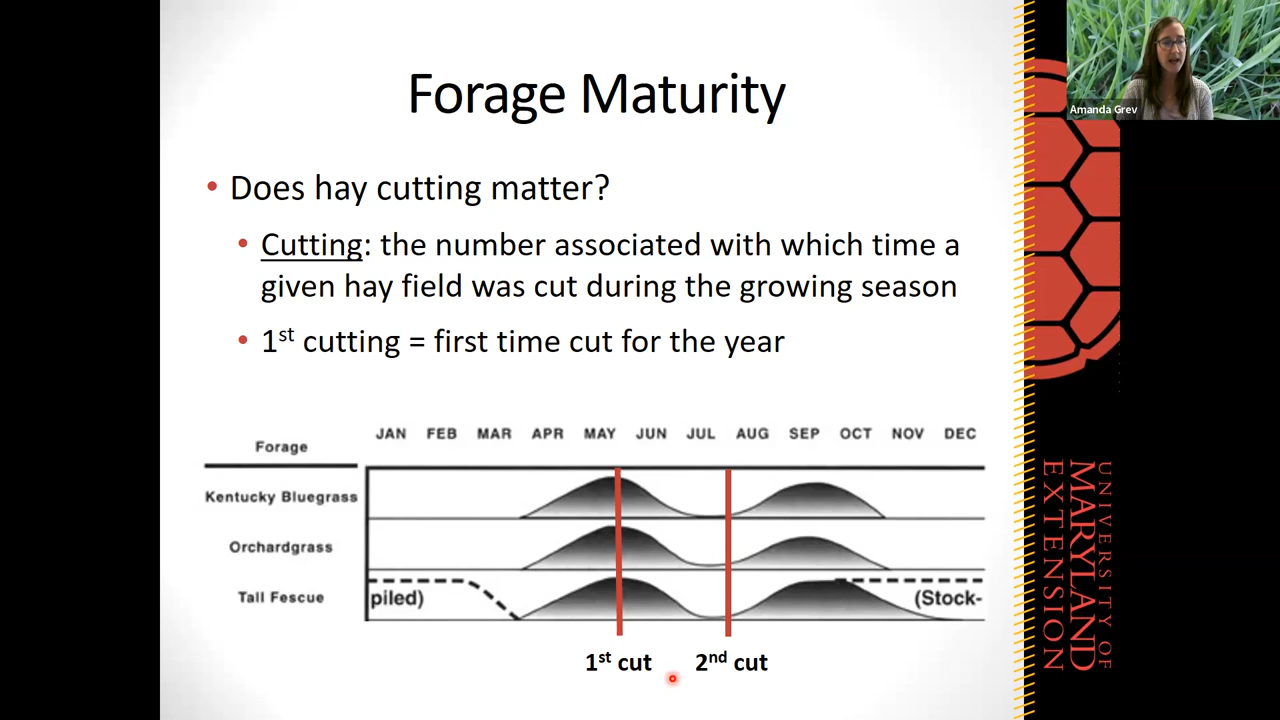 Forage Maturity
• Does hay cutting matter?
• Cutting: the number associated with which time a
given hay field was cut during the growing season
• 1st cutting = first time cut for the year
Forage
JAN FEB MAR APR MAY JUN JUL AUG SEP OCT NOV DEC
Kentucky Bluegrass
Orchardgrass
Tall Fescue
piled)
(Stock-
1st cut
2nd cut
Amanda Grev
UNIVERSITY OF
MARYLAND
EXTENSION